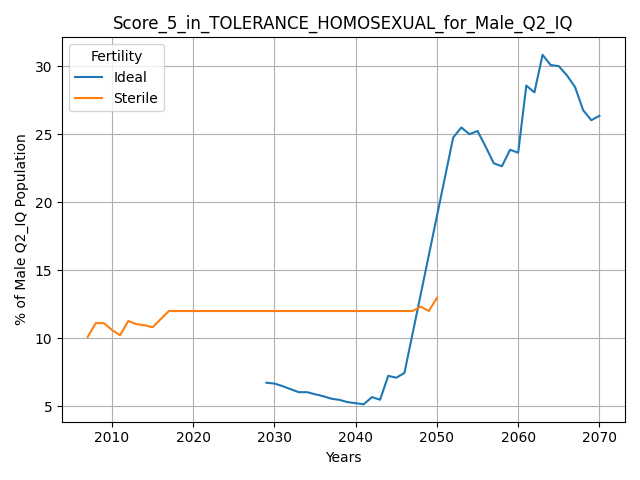 Score_5_in_TOLERANCE_HOMOSEXUAL_for_Male_Q2_IQ
Fertility
Ideal
Sterile
% of Male Q2_IQ Population
30
25
20
15
10
5
2010 2020 2030 2040 2050 2060 2070
Years